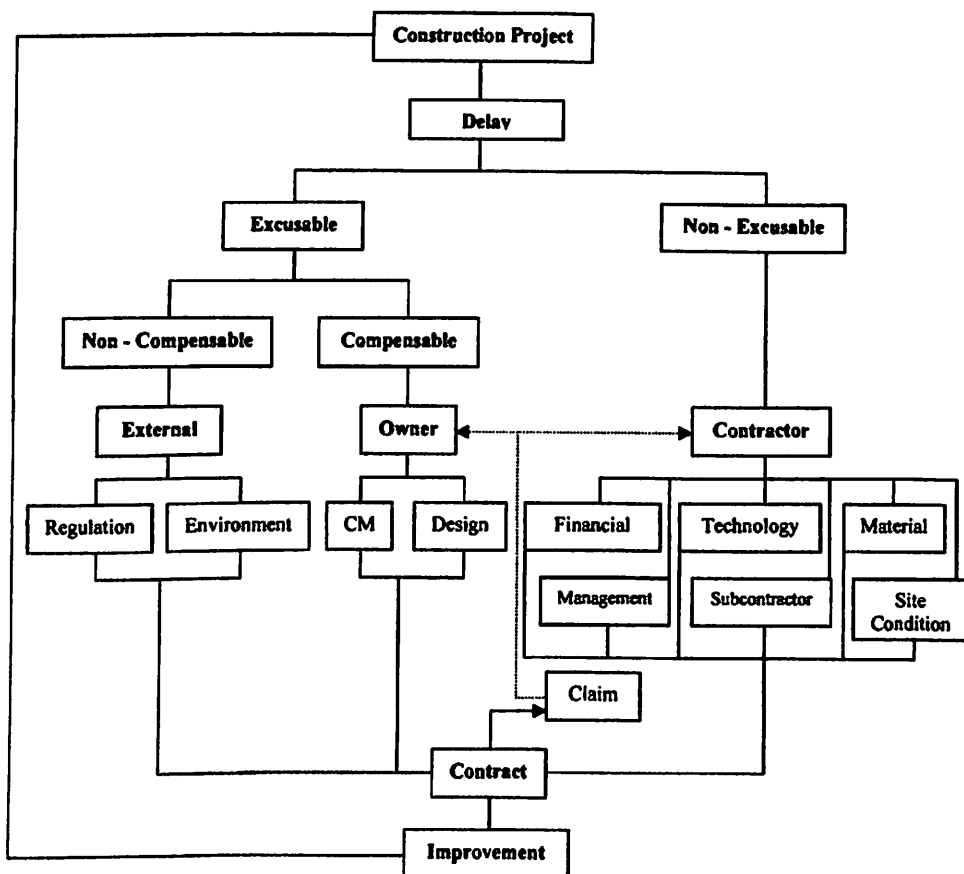 Construction Project
Delay
Excusable
Non - Excusable
Non - Compensable
Compensable
External
Owner
Contractor
Regulation
Environment
CM
Design
Financial
Technology
Material
Management
Subcontractor
Site
Condition
Claim
Contract
Improvement